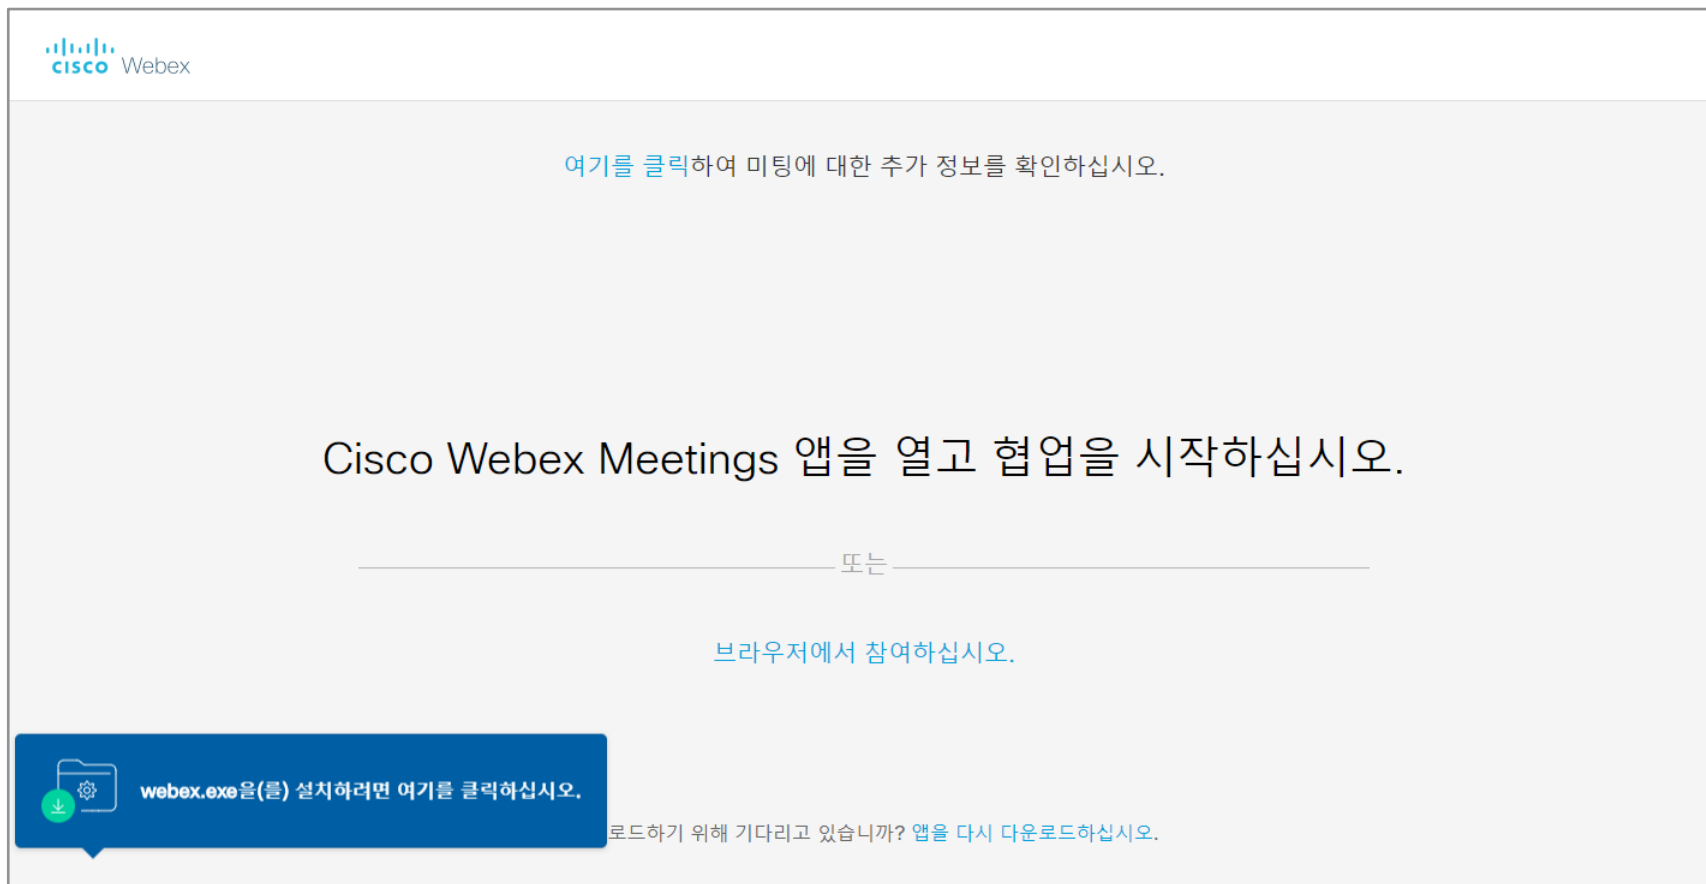 cisco Webex
여기를 클릭하여 미팅에 대한 추가 정보를 확인하십시오.
Cisco Webex Meetings 앱을 열고 협업을 시작하십시오.
또는
브라우저에서 참여하십시오.
webex.exe을(를) 설치하려면 여기를 클릭하십시오.
로드하기 위해 기다리고 있습니까? 앱을 다시 다운로드하십시오.